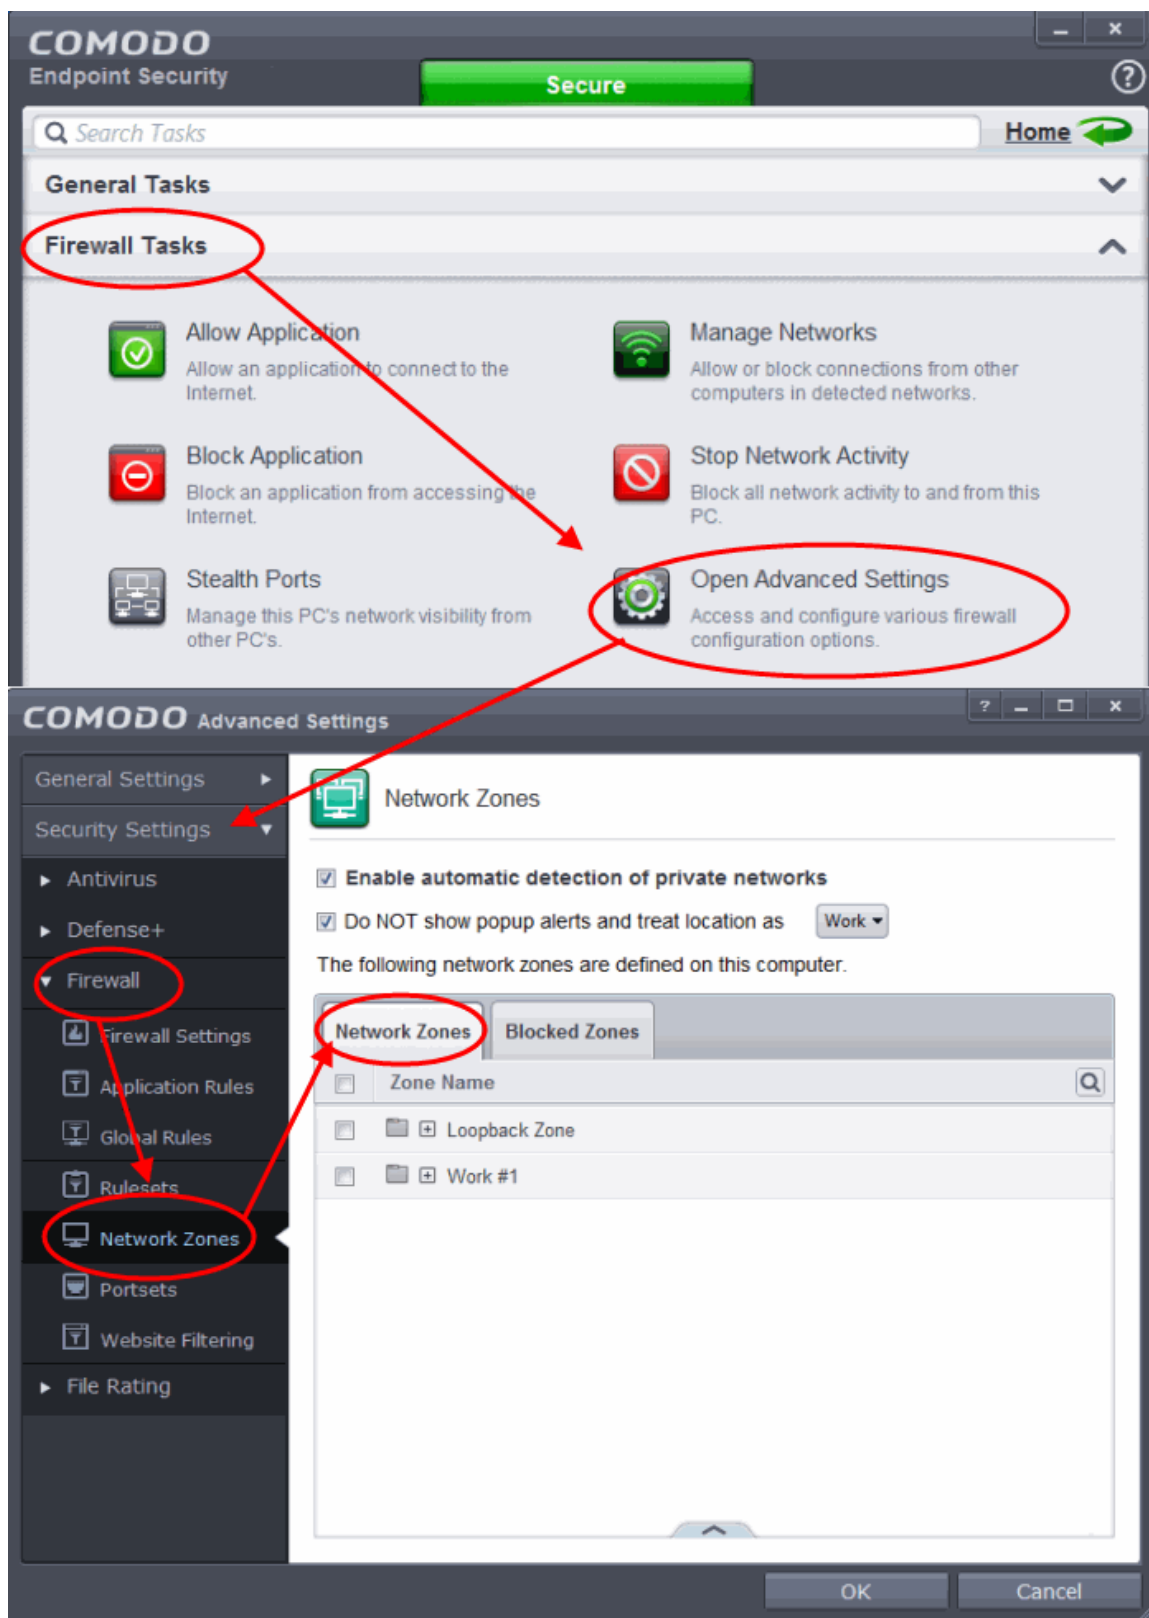 COMODO
Endpoint Security
Secure
?
Search Tasks
Home
General Tasks
Firewall Tasks
Allow Application
Allow an application to connect to the
Internet.
Manage Networks
Allow or block connections from other
computers in detected networks.
Block Application
Block an application from accessing the
Internet.
Stop Network Activity
Block all network activity to and from this
PC.
Stealth Ports
Manage this PC's network visibility from
other PC's.
Open Advanced Settings
Access and configure various firewall
configuration options.
COMODO Advanced Settings
?
General Settings
Security Settings
Antivirus
Defense+
Firewall
Firewall Settings
Application Rules
Global Rules
Rulesets
Network Zones
Portsets
Website Filtering
File Rating
Network Zones
Enable automatic detection of private networks
Do NOT show popup alerts and treat location as Work
The following network zones are defined on this computer.
Network Zones Blocked Zones
Zone Name
Loopback Zone
Work #1
OK Cancel